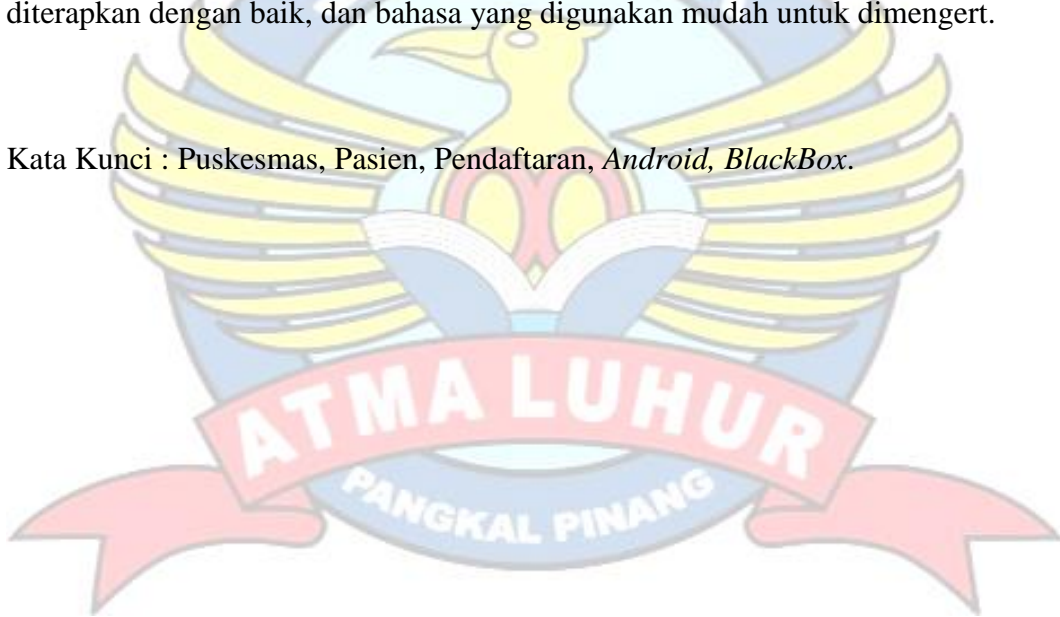 diterapkan dengan baik, dan bahasa yang digunakan mudah untuk dimengert.
Kata Kunci : Puskesmas, Pasien, Pendaftaran, Android, BlackBox.
ATMA LUHUR
PANGKAL PINANG